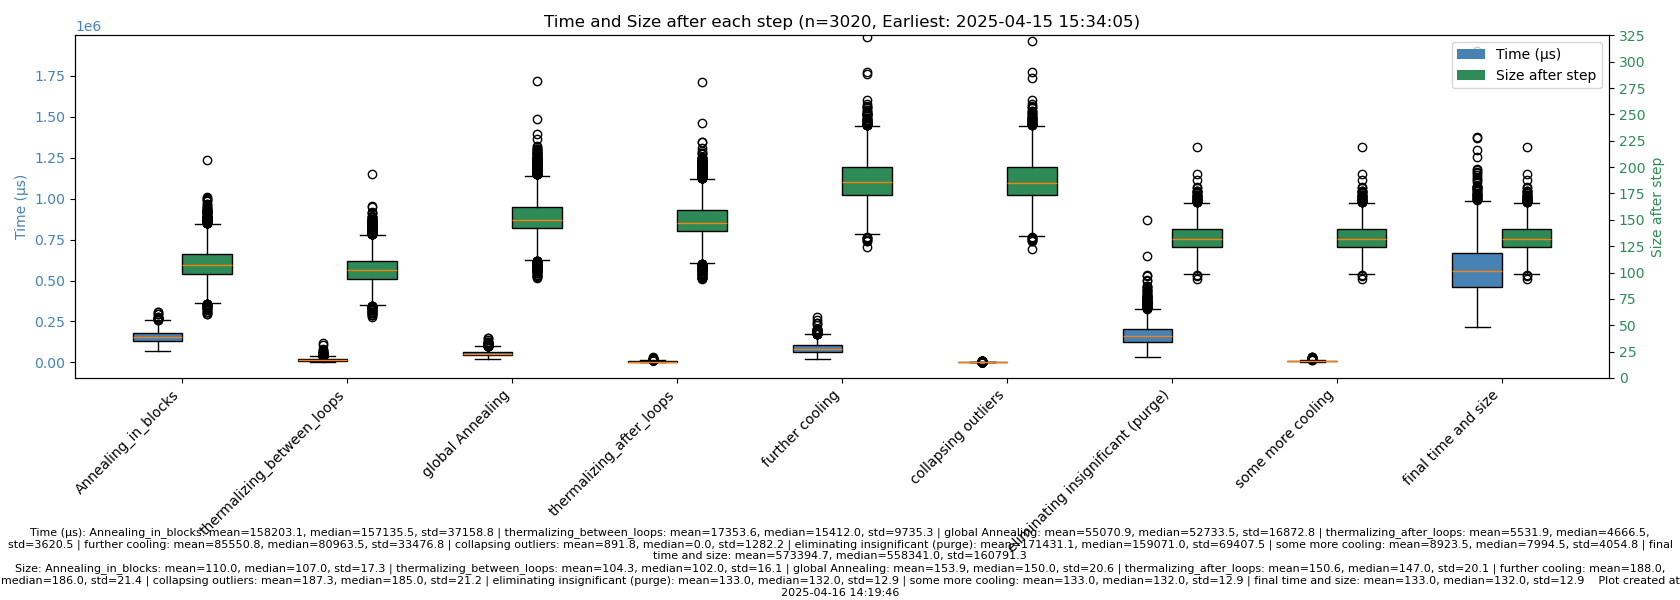 Time and Size after each step (n=3020, Earliest: 2025-04-15 15:34:05)
1e6
Time (µs)
1.75
1.50
1.25
1.00
0.75
0.50
0.25
0.00
Time (µs)
Size after step
325
300
275
250
225
200
175
150
125
100
75
50
25
0
Size after step
Annealing_in_blocks
thermalizing_between_loops
global Annealing
thermalizing_after_loops
further cooling
collapsing outliers
eliminating insignificant (purge)
some more cooling
final time and size
Time (µs): Annealing_in_blocks: mean=158203.1, median=157135.5, std=37158.8 | thermalizing_between_loops: mean=17353.6, median=15412.0, std=9735.3 | global Annealing: mean=55070.9, median=52733.5, std=16872.8 | thermalizing_after_loops: mean=5531.9, median=4666.5,
std=3620.5 | further cooling: mean=85550.8, median=80963.5, std=33476.8 | collapsing outliers: mean=891.8, median=0.0, std=1282.2 | eliminating insignificant (purge): mean=171431.1, median=159071.0, std=69407.5 | some more cooling: mean=8923.5, median=7994.5, std=4054.8 | final
time and size: mean=573394.7, median=558341.0, std=160791.3
Size: Annealing_in_blocks: mean=110.0, median=107.0, std=17.3 | thermalizing_between_loops: mean=104.3, median=102.0, std=16.1 | global Annealing: mean=153.9, median=150.0, std=20.6 | thermalizing_after_loops: mean=150.6, median=147.0, std=20.1 | further cooling: mean=188.0,
median=186.0, std=21.4 | collapsing outliers: mean=187.3, median=185.0, std=21.2 | eliminating insignificant (purge): mean=133.0, median=132.0, std=12.9 | some more cooling: mean=133.0, median=132.0, std=12.9 | final time and size: mean=133.0, median=132.0, std=12.9 Plot created at
2025-04-16 14:19:46